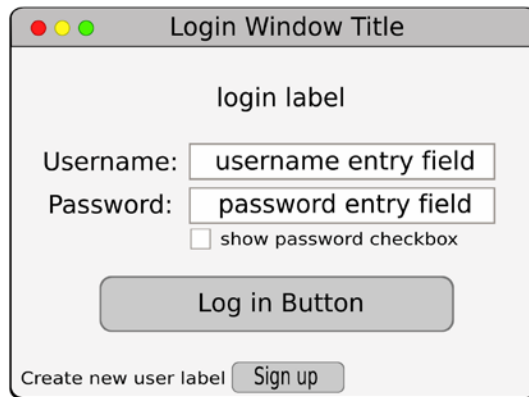 Login Window Title
login label
Username: username entry field
Password: password entry field
show password checkbox
Log in Button
Create new user label Sign up